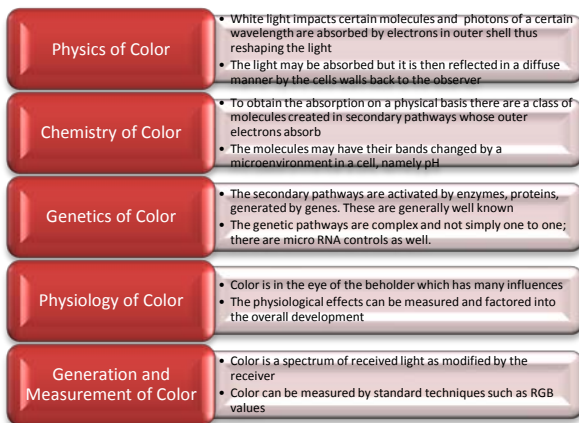 Physics of Color
• White light impacts certain molecules and photons of a certain
wavelength are absorbed by electrons in outer shell thus
reshaping the light
• The light may be absorbed but it is then reflected in a diffuse
manner by the cells walls back to the observer
Chemistry of Color
• To obtain the absorption on a physical basis there are a class of
molecules created in secondary pathways whose outer
electrons absorb
• The molecules may have their bands changed by a
microenvironment in a cell, namely pH
Genetics of Color
• The secondary pathways are activated by enzymes, proteins,
generated by genes. These are generally well known
• The genetic pathways are complex and not simply one to one;
there are micro RNA controls as well.
Physiology of Color
• Color is in the eye of the beholder which has many influences
• The physiological effects can be measured and factored into
the overall development
Generation and
Measurement of Color
• Color is a spectrum of received light as modified by the
receiver
• Color can be measured by standard techniques such as RGB
values